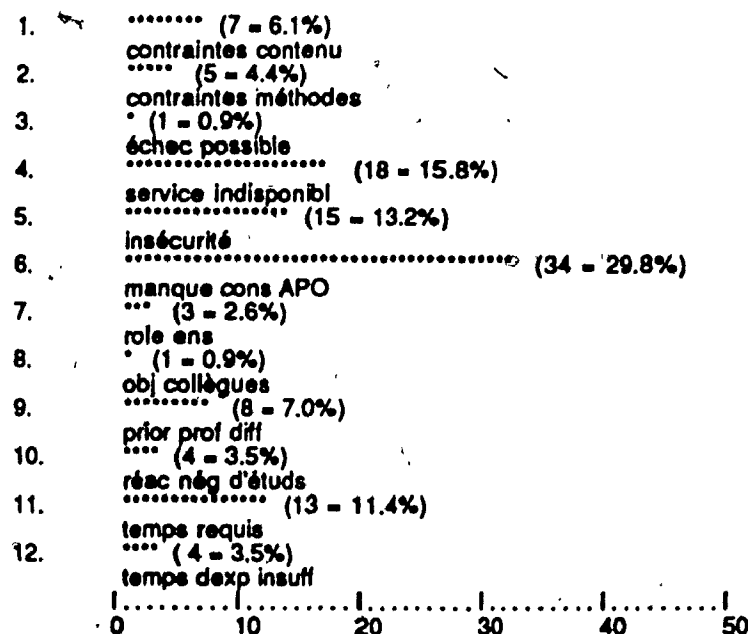 1. ******** (7 = 6.1%)
contraintes contenu
2. ***** (5 = 4.4%)
contraintes méthodes
3. * (1 = 0.9%)
échec possible
4. ****************** (18 = 15.8%)
service indisponibl
5. *************** (15 = 13.2%)
insécurité
6. ********************************** (34 = 29.8%)
manque cons APO
7. *** (3 = 2.6%)
role ens
8. * (1 = 0.9%)
obj collègues
9. ********* (8 = 7.0%)
prior prof diff
10. **** (4 = 3.5%)
réac nég d'études
11. ************* (13 = 11.4%)
temps requis
12. **** ( 4 = 3.5%)
temps dexp insuff
0 10 20 30 40 50